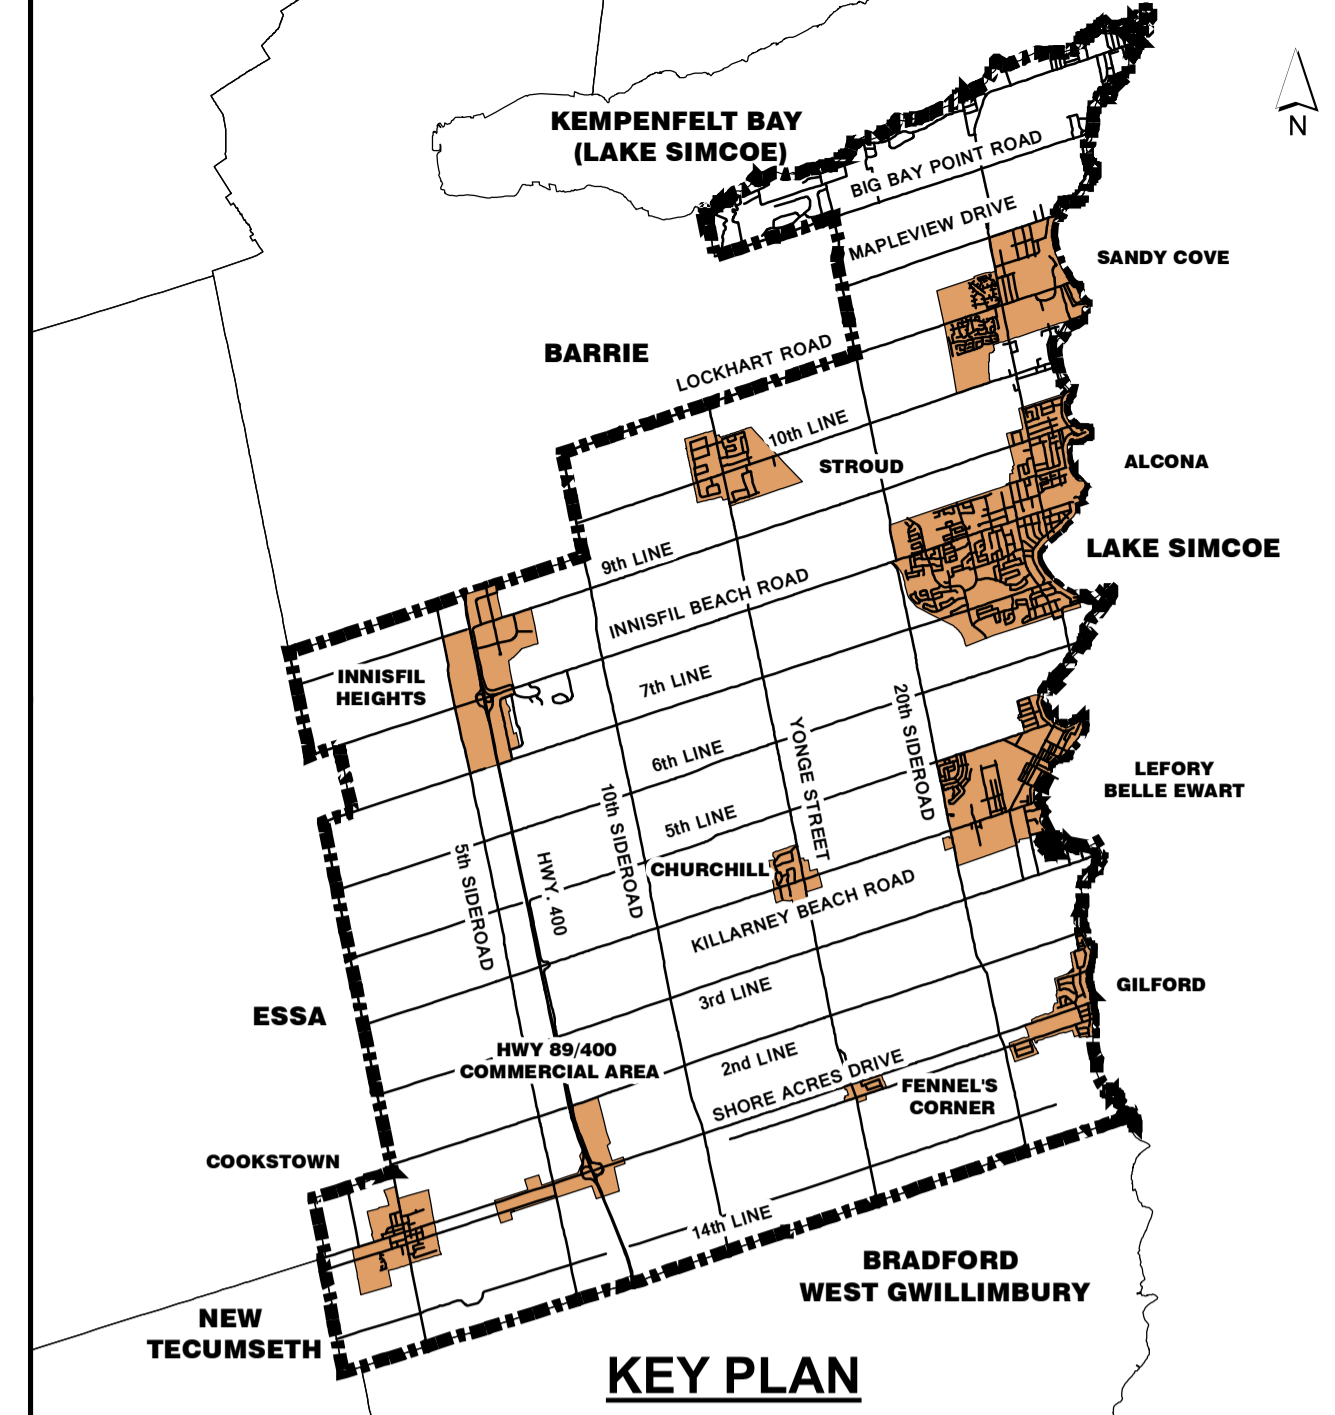 KEMPENFELT BAY
(LAKE SIMCOE)
N
BIG BAY POINT ROAD
MAPLEVIEW DRIVE
SANDY COVE
BARRIE
LOCKHART ROAD
10th LINE
STROUD
ALCONA
LAKE SIMCOE
9th LINE
INNISFIL BEACH ROAD
INNISFIL
HEIGHTS
7th LINE
20th SIDEROAD
YONGE STREET
6th LINE
LEFORY
BELLE EWART
10th SIDEROAD
5th LINE
5th SIDEROAD
HWY. 400
CHURCHILL
KILLARNEY BEACH ROAD
3rd LINE
GILFORD
ESSA
HWY 89/400
COMMERCIAL AREA
2nd LINE
SHORE ACRES DRIVE
FENNEL'S
CORNER
COOKSTOWN
14th LINE
BRADFORD
WEST GWILLIMBURY
NEW
TECUMSETH
KEY PLAN